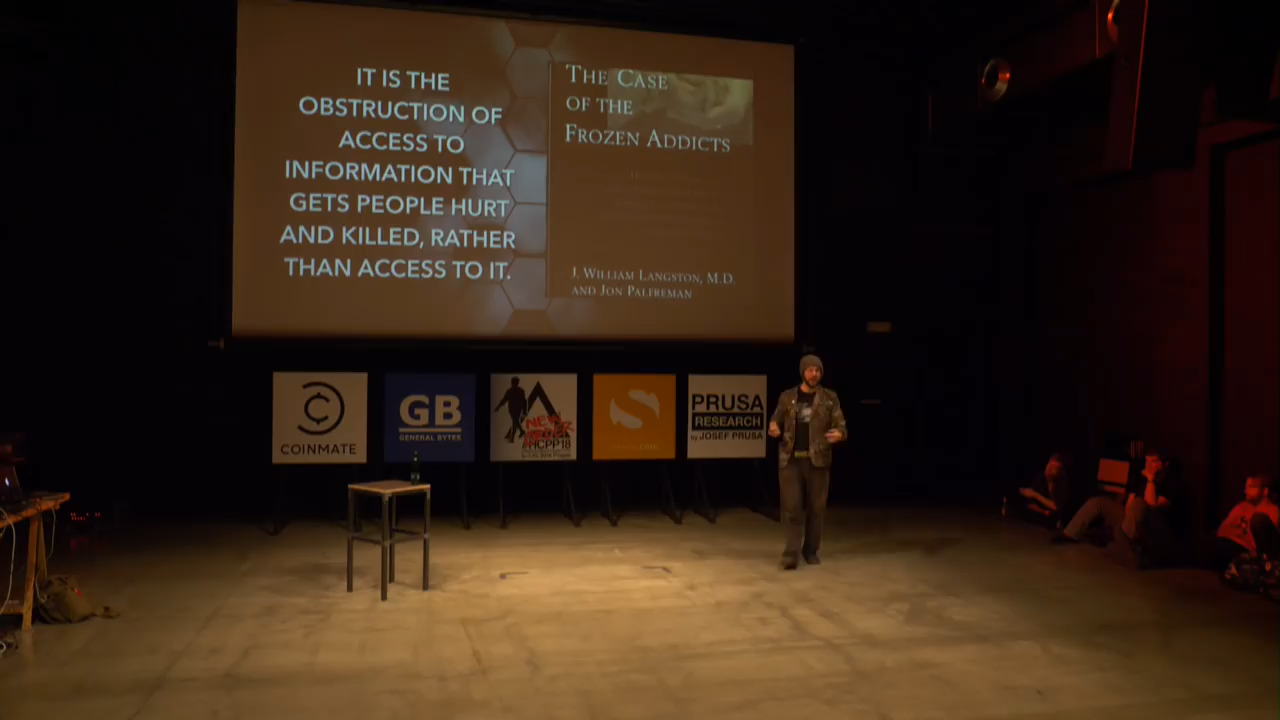 IT IS THE
OBSTRUCTION OF
ACCESS TO
INFORMATION THAT
GETS PEOPLE HURT
AND KILLED, RATHER
THAN ACCESS TO IT.
THE CASE
OF THE
FROZEN ADDICTS
J. WILLIAM LANGSTON, M.D.
AND JON PALFREMAN
COINMATE
GB
GENERAL BYTES
NEW
ORDER
HCPP18
PRUSA
RESEARCH
by JOSEF PRUSA